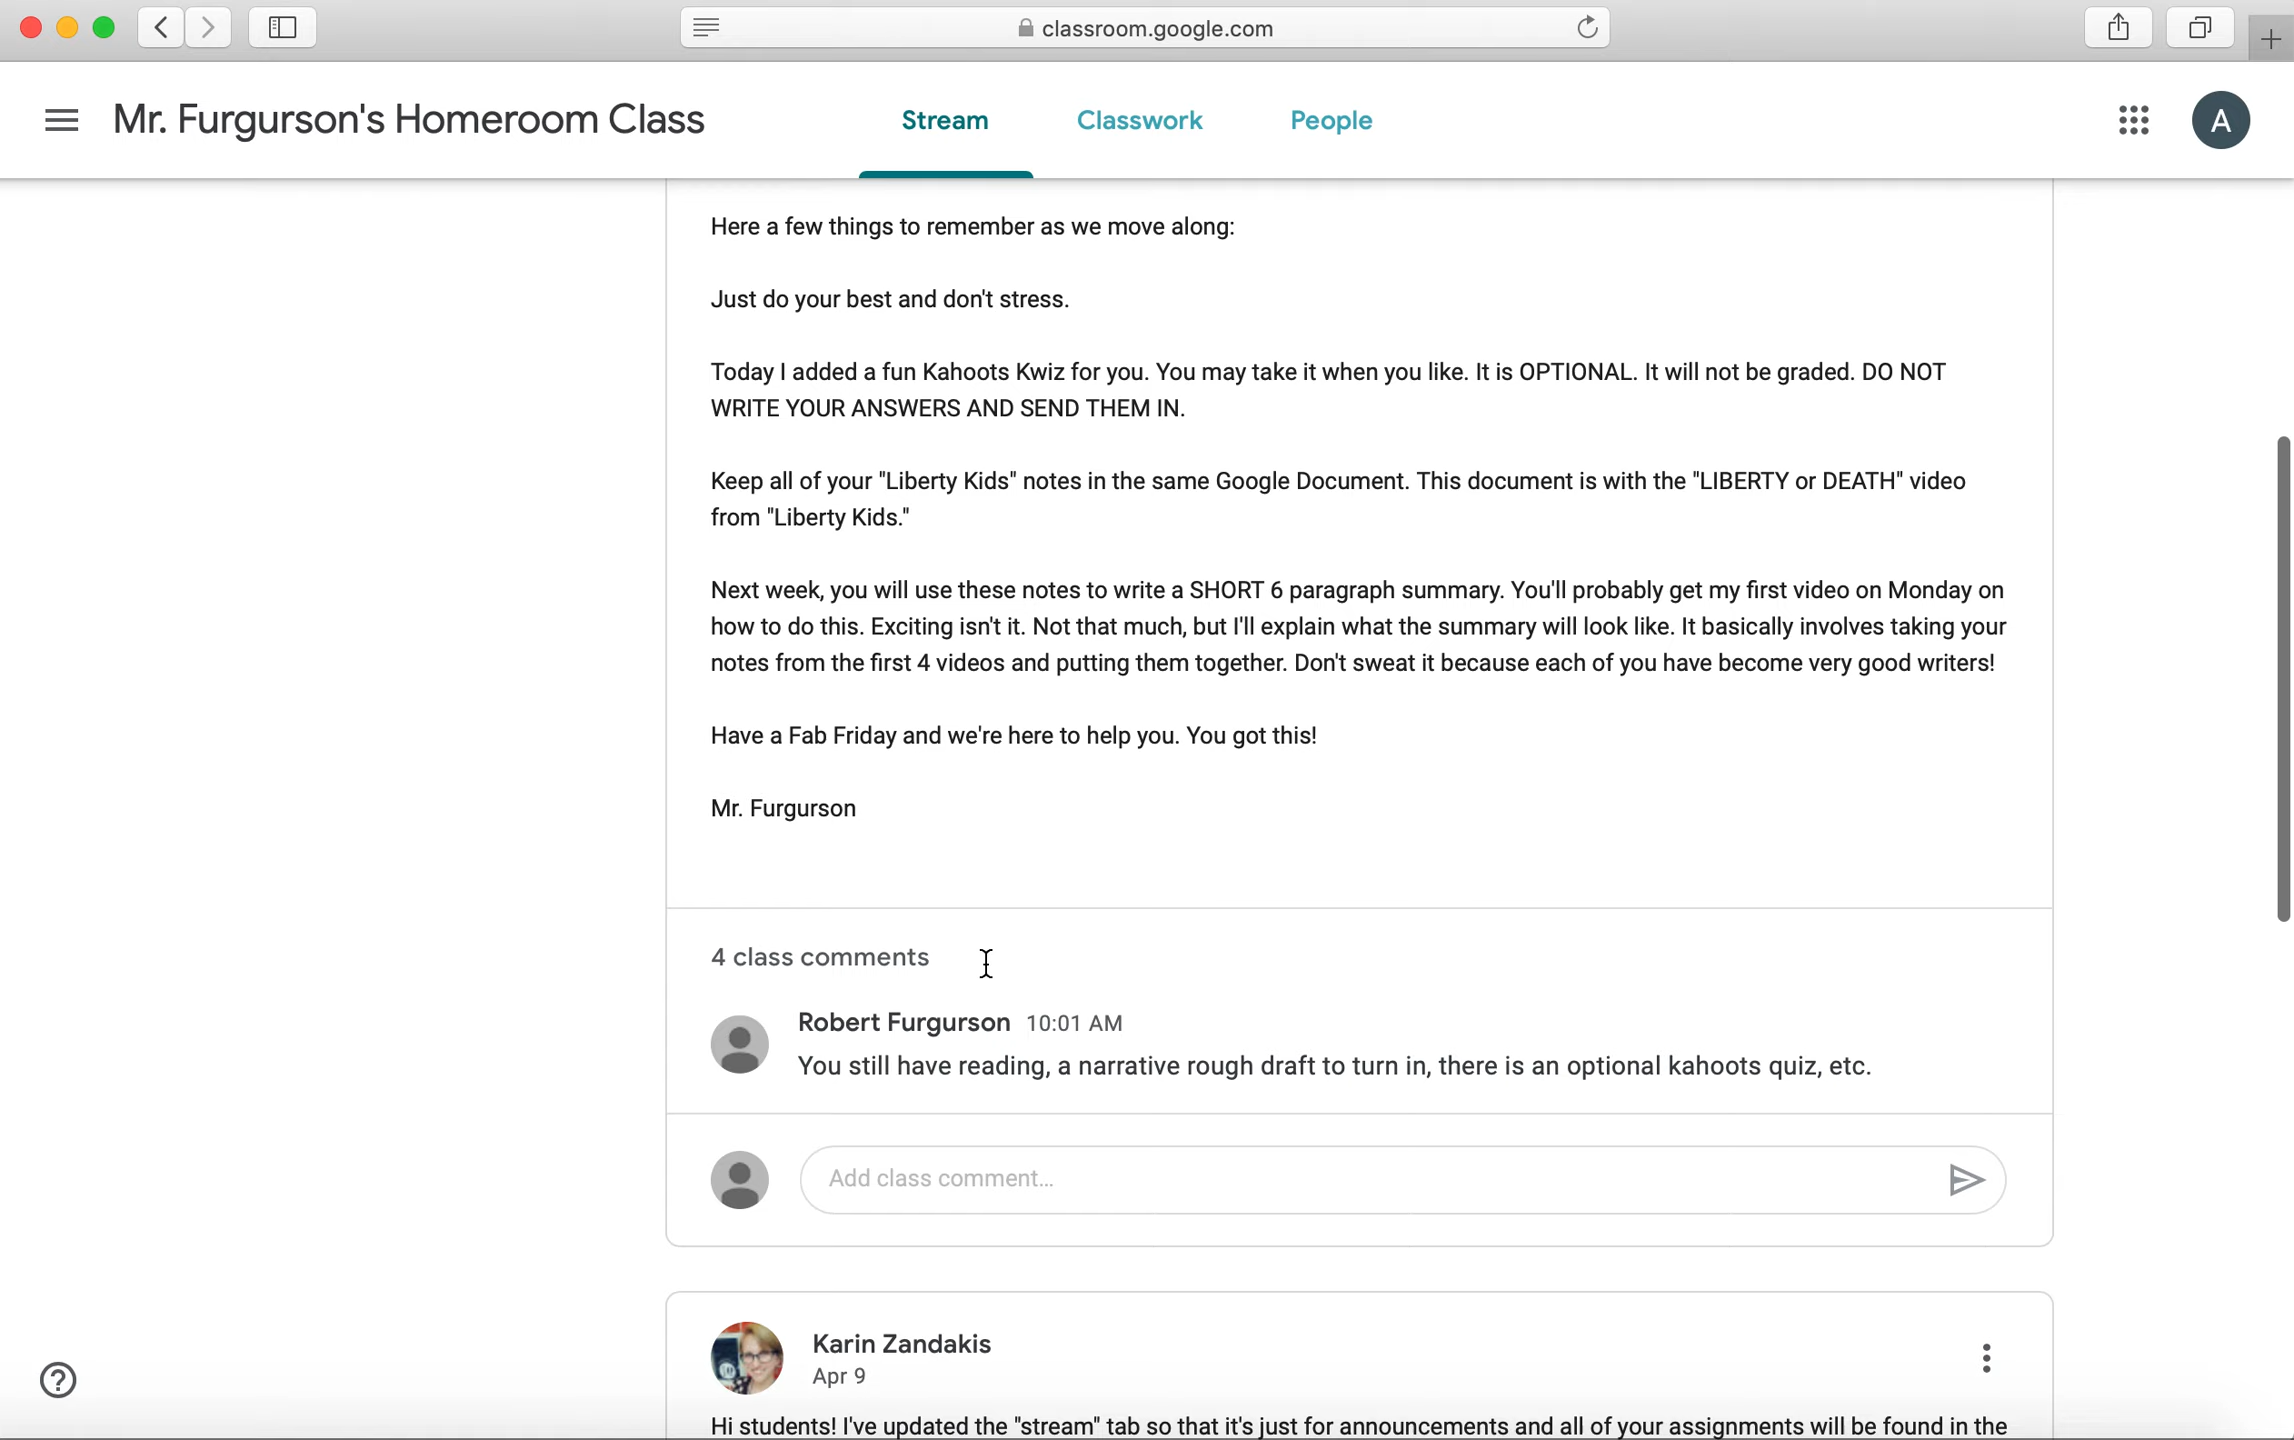 classroom.google.com
Mr. Furgurson's Homeroom Class
Stream
Classwork
People
A
Here a few things to remember as we move along:
Just do your best and don't stress.
Today I added a fun Kahoots Kwiz for you. You may take it when you like. It is OPTIONAL. It will not be graded. DO NOT
WRITE YOUR ANSWERS AND SEND THEM IN.
Keep all of your "Liberty Kids" notes in the same Google Document. This document is with the "LIBERTY or DEATH" video
from "Liberty Kids."
Next week, you will use these notes to write a SHORT 6 paragraph summary. You'll probably get my first video on Monday on
how to do this. Exciting isn't it. Not that much, but I'll explain what the summary will look like. It basically involves taking your
notes from the first 4 videos and putting them together. Don't sweat it because each of you have become very good writers!
Have a Fab Friday and we're here to help you. You got this!
Mr. Furgurson
4 class comments
Robert Furgurson 10:01 AM
You still have reading, a narrative rough draft to turn in, there is an optional kahoots quiz, etc.
Add class comment...
Karin Zandakis
Apr 9
Hi students! I've updated the "stream" tab so that it's just for announcements and all of your assignments will be found in the